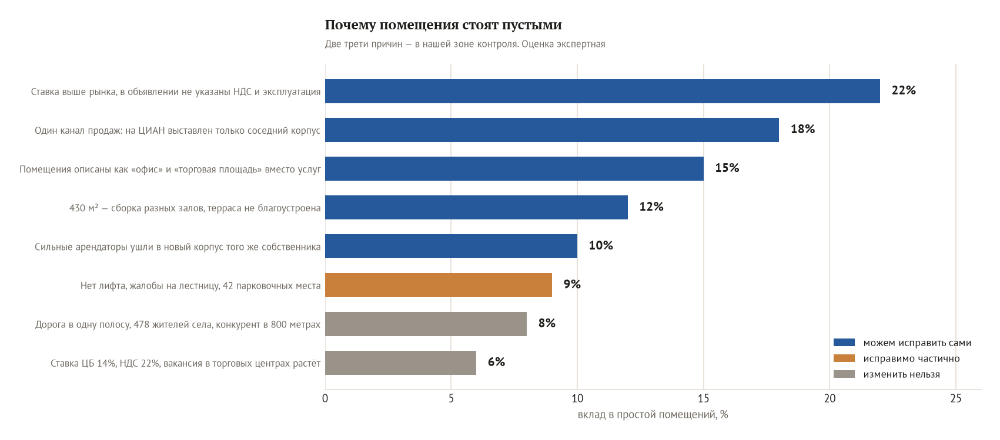 Почему помещения стоят пустыми
Две трети причин — в нашей зоне контроля. Оценка экспертная
Ставка выше рынка, в объявлении не указаны НДС и эксплуатация
22%
Один канал продаж: на ЦИАН выставлен только соседний корпус
18%
Помещения описаны как «офис» и «торговая площадь» вместо услуг
15%
430 м² — сборка разных залов, терраса не благоустроена
12%
Сильные арендаторы ушли в новый корпус того же собственника
10%
Нет лифта, жалобы на лестницу, 42 парковочных места
9%
Дорога в одну полосу, 478 жителей села, конкурент в 800 метрах
8%
Ставка ЦБ 14%, НДС 22%, вакансия в торговых центрах растёт
6%
можем исправить сами
исправимо частично
изменить нельзя
0 5 10 15 20 25
вклад в простой помещений, %